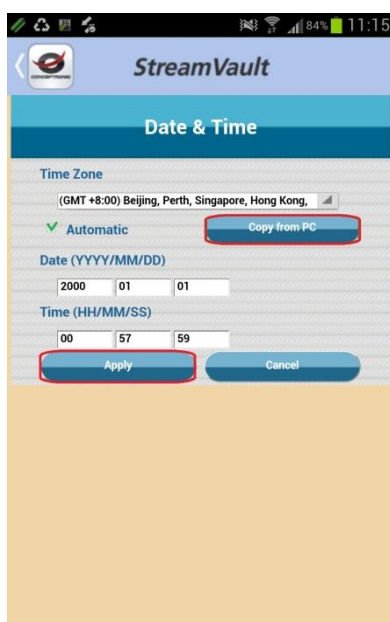 84% 11:15
CONCEPTRONIC
StreamVault
Date & Time
Time Zone
(GMT +8:00) Beijing, Perth, Singapore, Hong Kong,
Automatic Copy from PC
Date (YYYY/MM/DD)
2000 01 01
Time (HH/MM/SS)
00 57 59
Apply Cancel